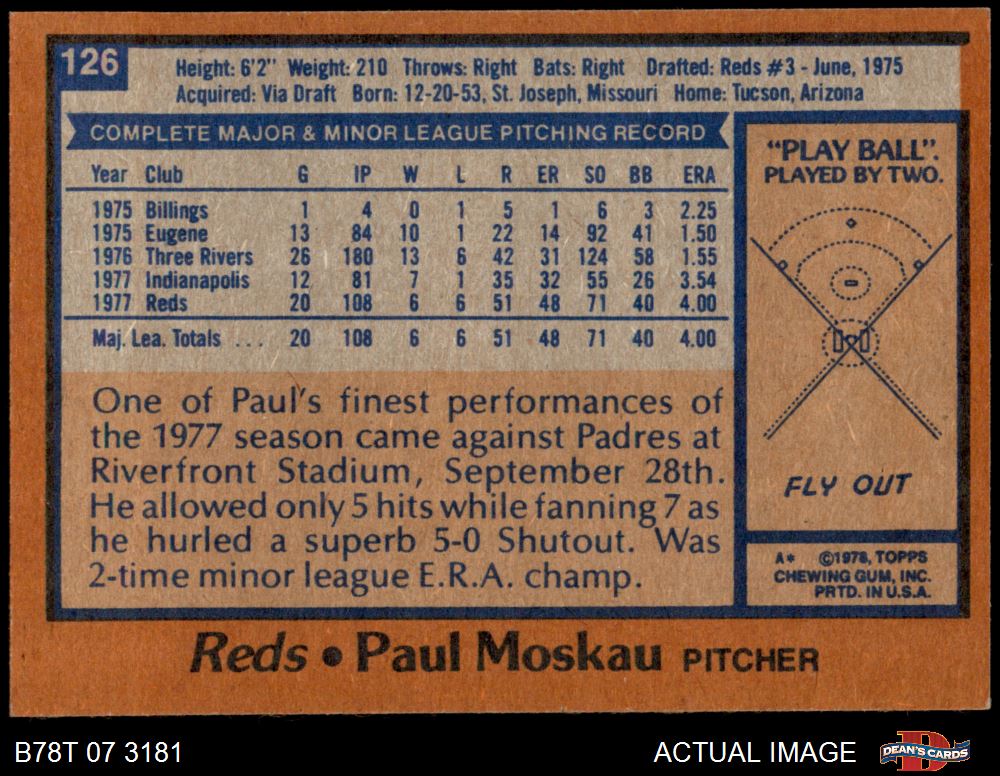 126
Height: 6'2" Weight: 210 Throws: Right Bats: Right Drafted: Reds #3 - June, 1975
Acquired: Via Draft Born: 12-20-53, St. Joseph, Missouri Home: Tucson, Arizona
COMPLETE MAJOR & MINOR LEAGUE PITCHING RECORD
Year Club G IP W L R ER SO BB ERA
1975 Billings 1 4 0 1 5 1 6 3 2.25
1975 Eugene 13 84 10 1 22 14 92 41 1.50
1976 Three Rivers 26 180 13 6 42 31 124 58 1.55
1977 Indianapolis 12 81 7 1 35 32 55 26 3.54
1977 Reds 20 108 6 6 51 48 71 40 4.00
Maj. Lea. Totals ... 20 108 6 6 51 48 71 40 4.00
One of Paul's finest performances of
the 1977 season came against Padres at
Riverfront Stadium, September 28th.
He allowed only 5 hits while fanning 7 as
he hurled a superb 5-0 Shutout. Was
2-time minor league E.R.A. champ.
"PLAY BALL".
PLAYED BY TWO.
FLY OUT
A* ©1978, TOPPS
CHEWING GUM, INC.
PRTD. IN U.S.A.
Reds • Paul Moskau PITCHER
B78T 07 3181
ACTUAL IMAGE
D
DEAN'S CARDS